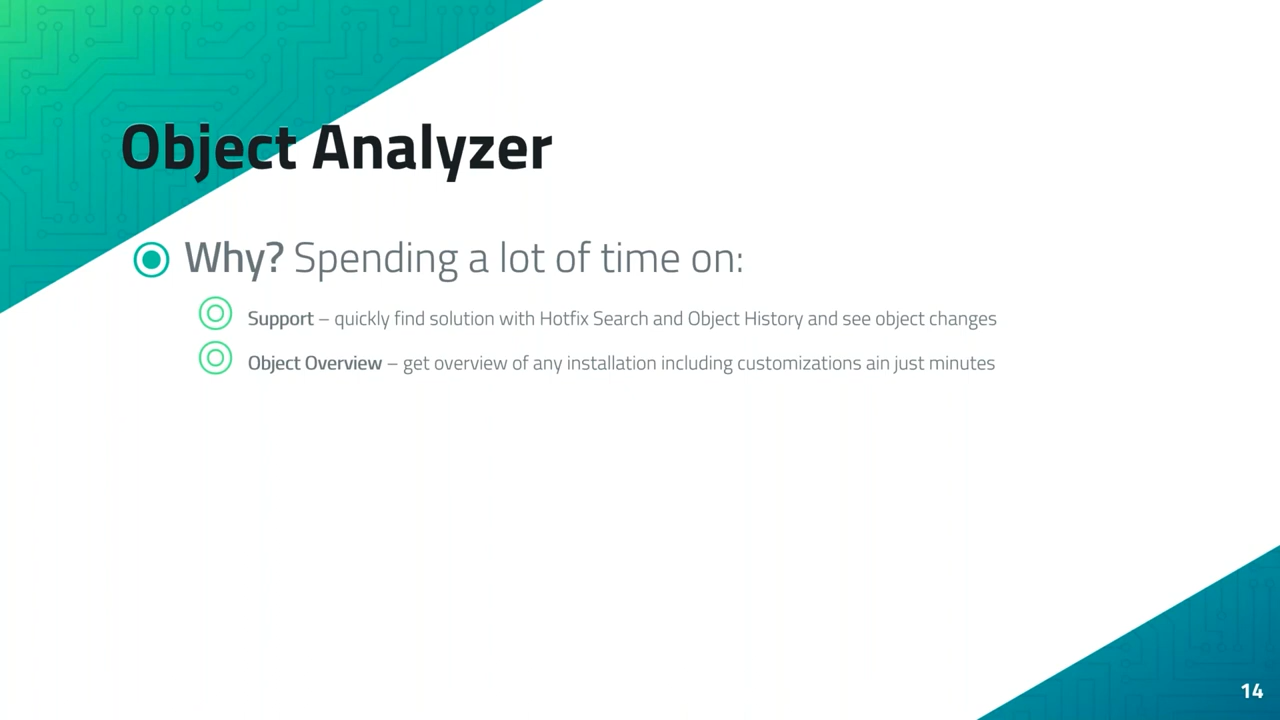 Object Analyzer
Why? Spending a lot of time on:
Support – quickly find solution with Hotfix Search and Object History and see object changes
Object Overview – get overview of any installation including customizations ain just minutes
14